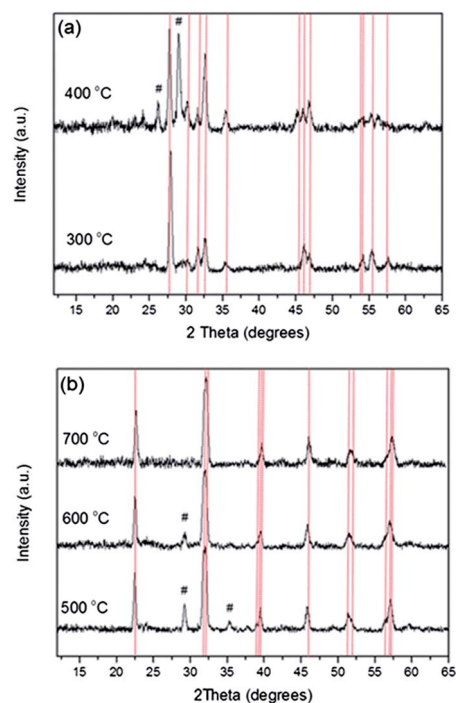 (a)
#
#
400 °C
300 °C
Intensity (a.u.)
15 20 25 30 35 40 45 50 55 60 65
2 Theta (degrees)
(b)
700 °C
600 °C
#
500 °C
#
#
Intensity (a.u.)
15 20 25 30 35 40 45 50 55 60 65
2Theta (degrees)